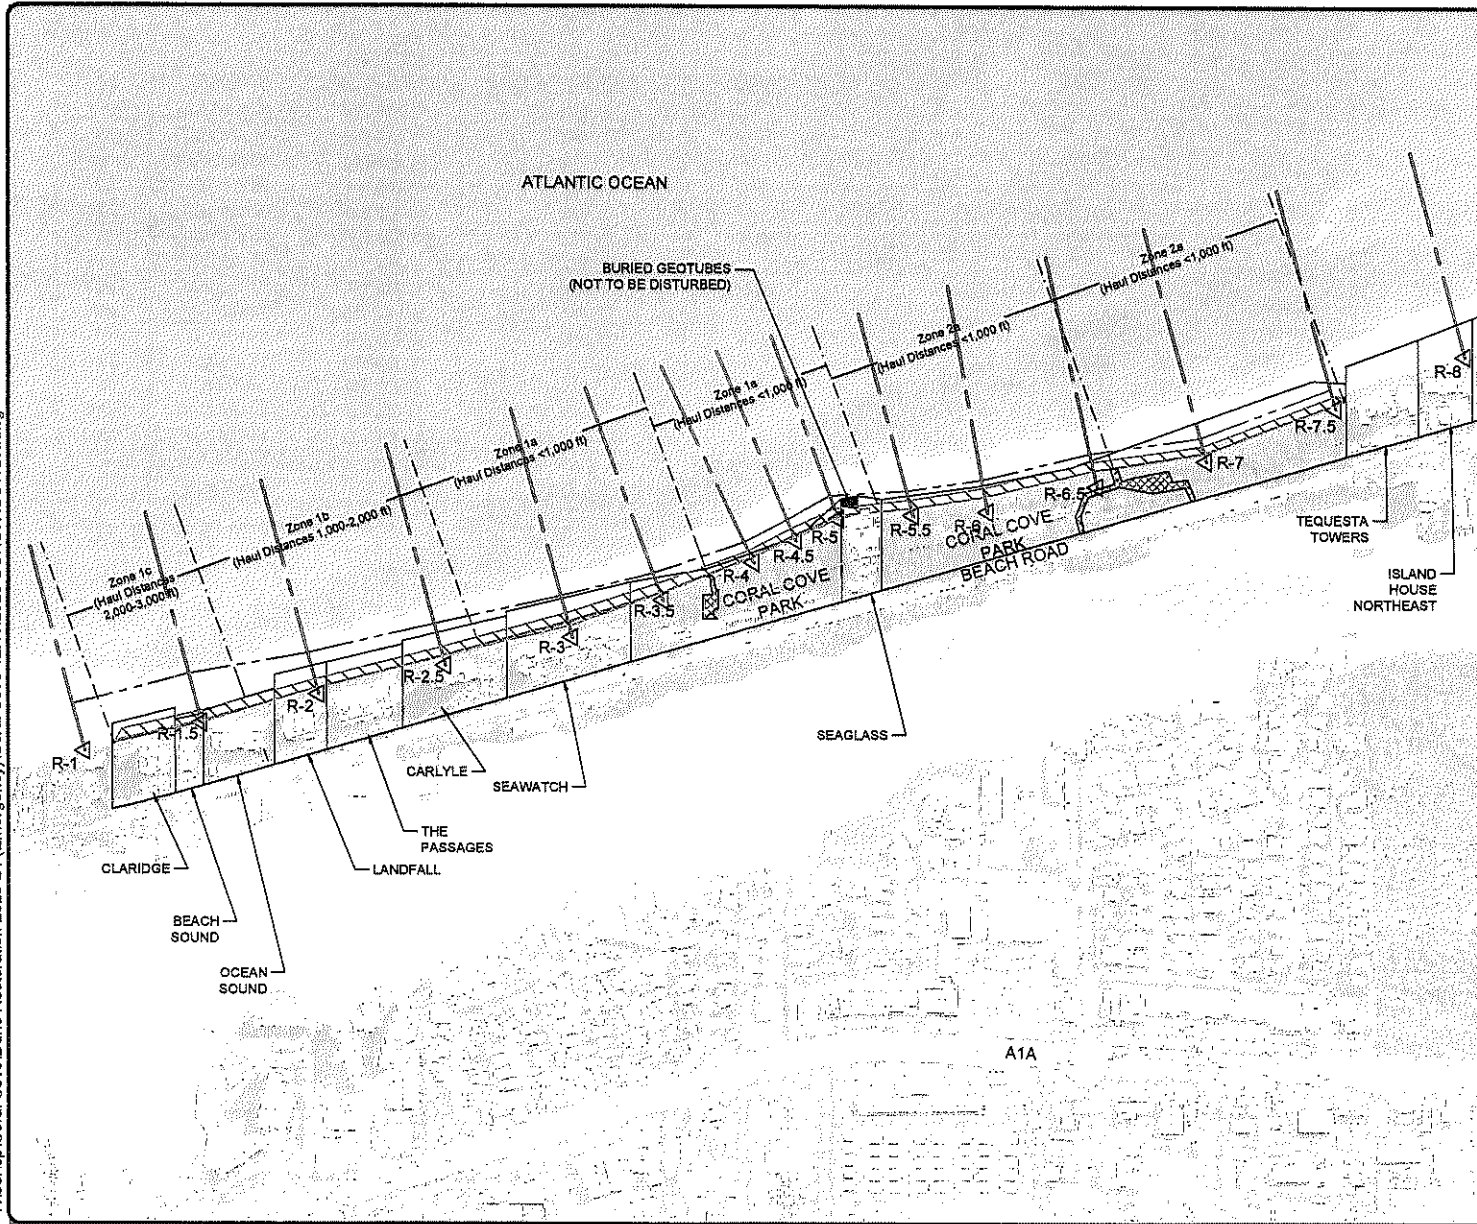 ATLANTIC OCEAN
BURIED GEOTUBES
(NOT TO BE DISTURBED)
Zone 2a
(Haul Distances <1,000 ft)
Zone 2a
(Haul Distances <1,000 ft)
Zone 1a
(Haul Distances <1,000 ft)
Zone 1a
(Haul Distances <1,000 ft)
Zone 1b
(Haul Distances 1,000-2,000 ft)
Zone 1c
(Haul Distances
2,000-3,000 ft)
R-1
R-1.5
R-2
R-2.5
R-3
R-3.5
R-4
R-4.5
R-5
R-5.5
R-6
R-6.5
R-7
R-7.5
R-8
CORAL COVE
PARK
CORAL COVE
PARK
BEACH ROAD
TEQUESTA
TOWERS
ISLAND
HOUSE
NORTHEAST
SEAGLASS
SEAWATCH
CARLYLE
THE
PASSAGES
LANDFALL
CLARIDGE
BEACH
SOUND
OCEAN
SOUND
A1A